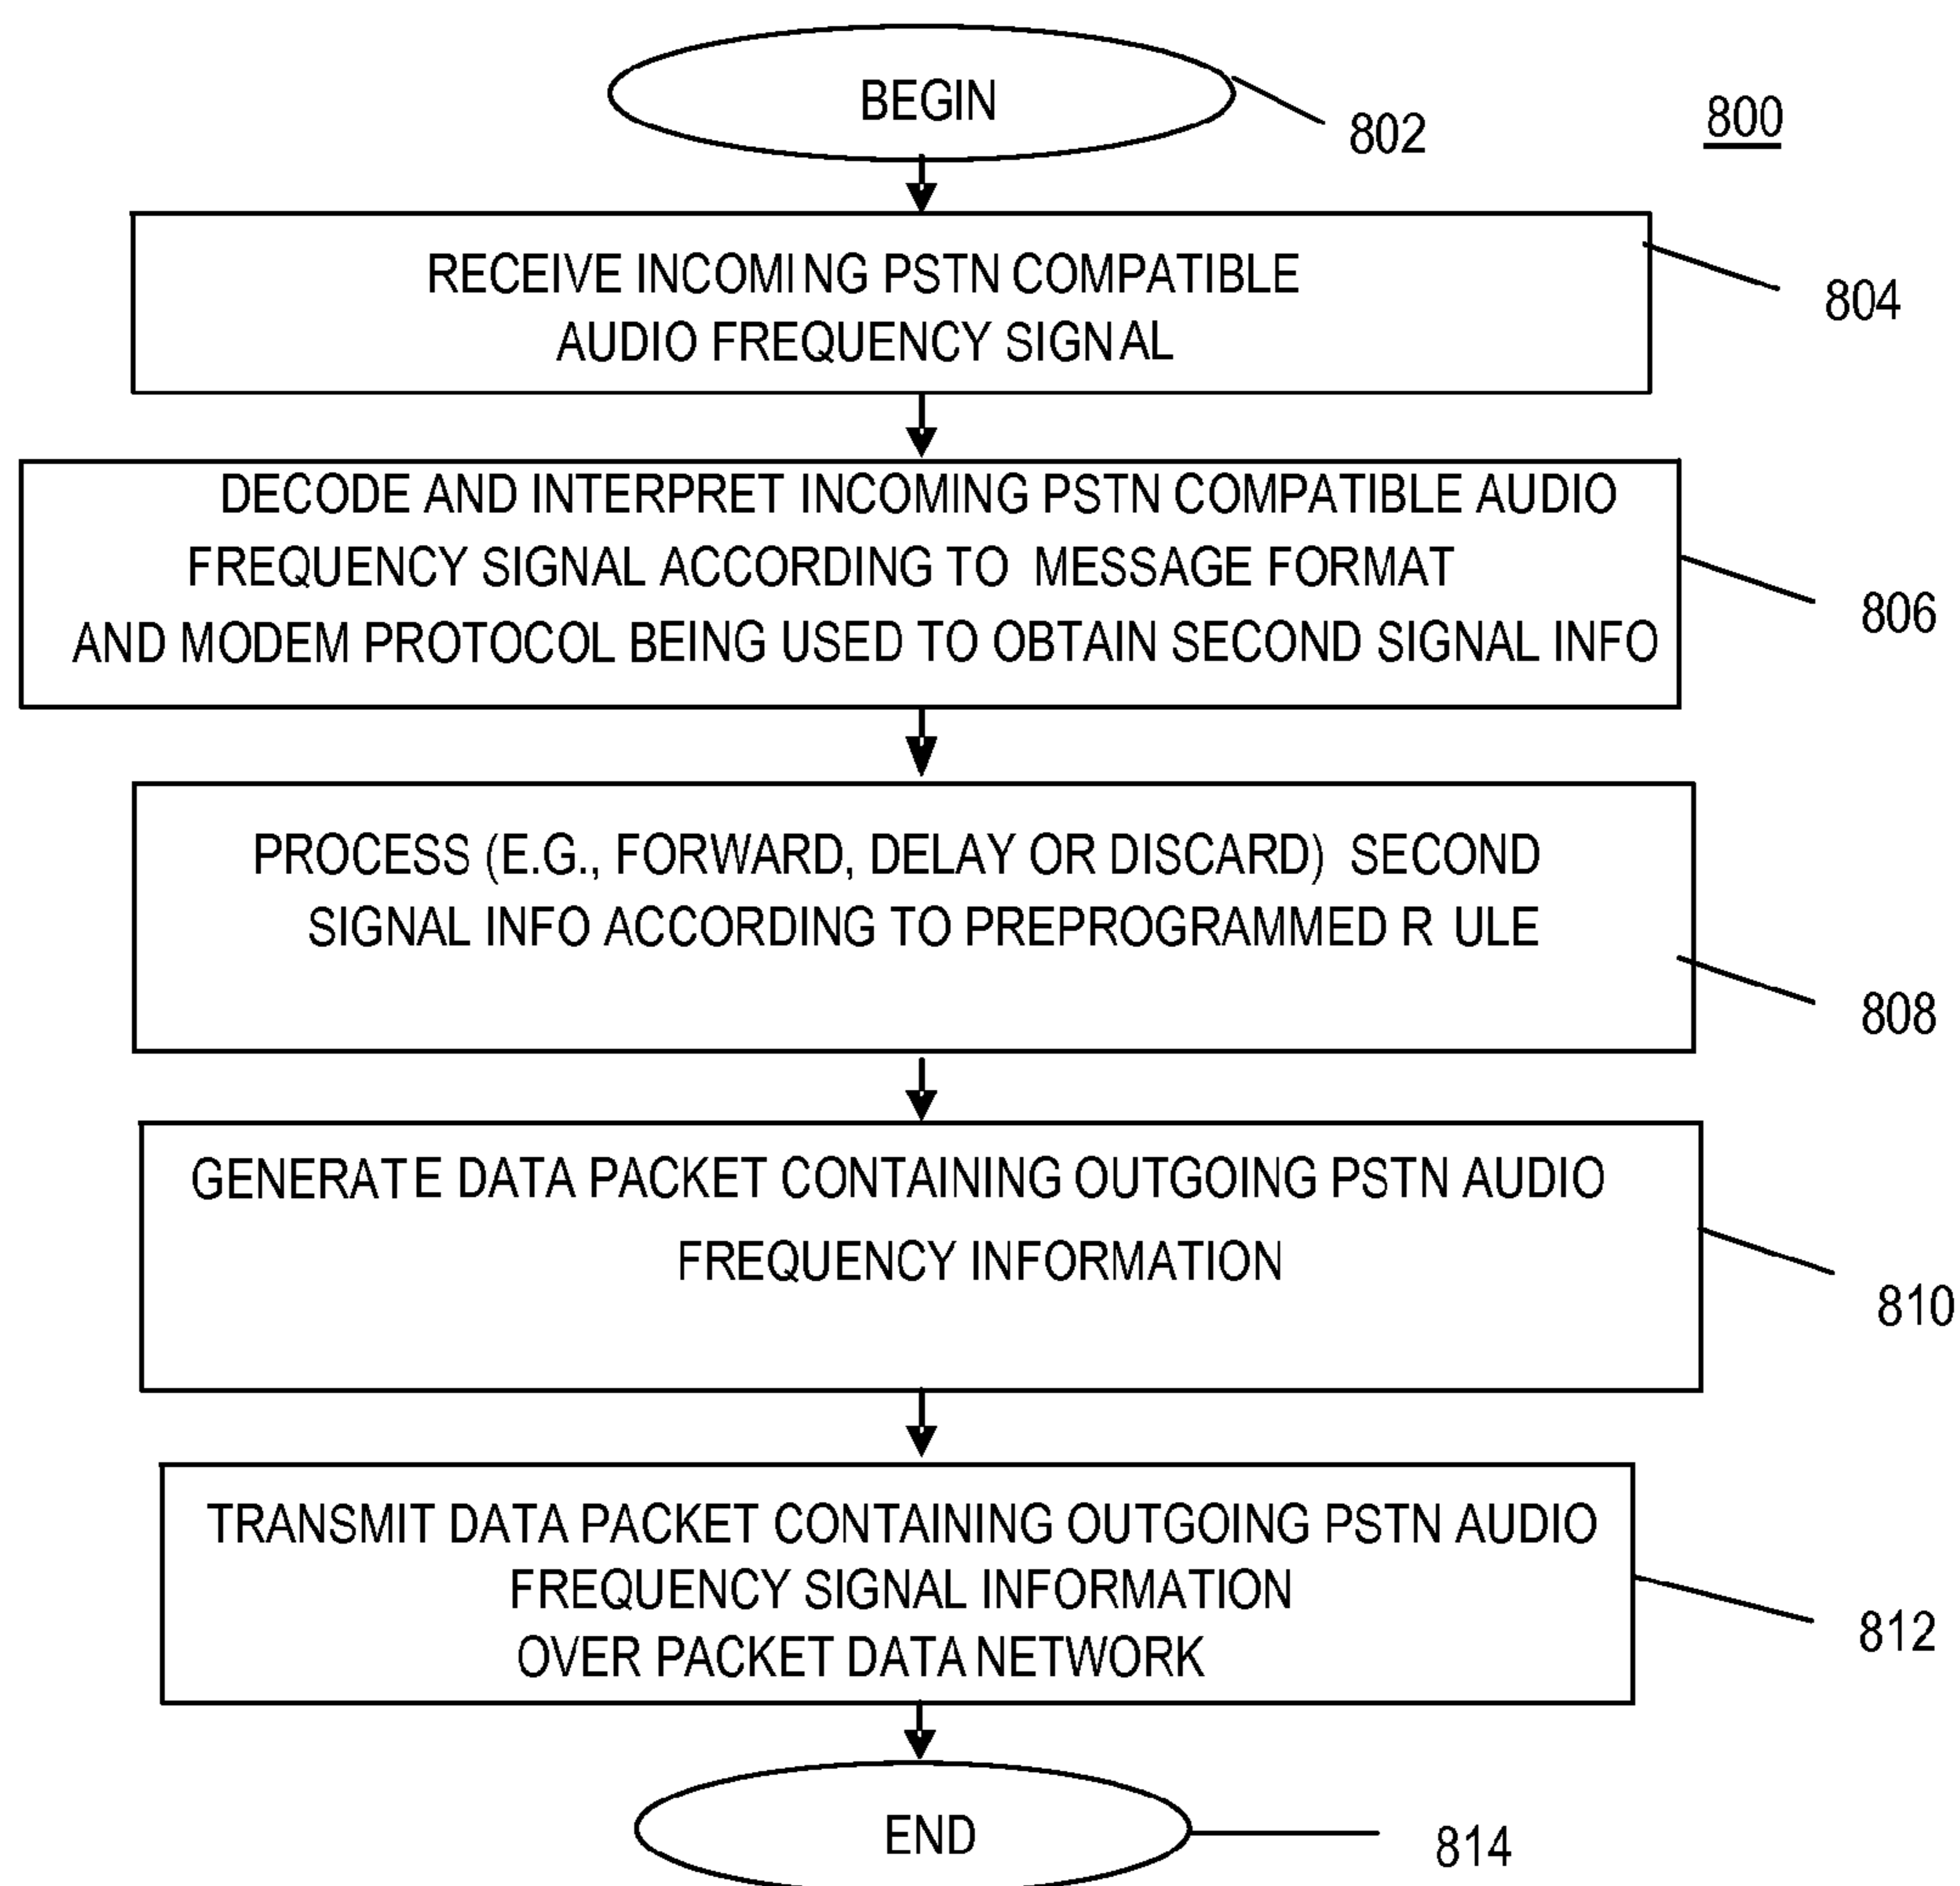 BEGIN
802
800
RECEIVE INCOMING PSTN COMPATIBLE
AUDIO FREQUENCY SIGNAL
804
DECODE AND INTERPRET INCOMING PSTN COMPATIBLE AUDIO
FREQUENCY SIGNAL ACCORDING TO MESSAGE FORMAT
AND MODEM PROTOCOL BEING USED TO OBTAIN SECOND SIGNAL INFO
806
PROCESS (E.G., FORWARD, DELAY OR DISCARD) SECOND
SIGNAL INFO ACCORDING TO PREPROGRAMMED R ULE
808
GENERATE DATA PACKET CONTAINING OUTGOING PSTN AUDIO
FREQUENCY INFORMATION
810
TRANSMIT DATA PACKET CONTAINING OUTGOING PSTN AUDIO
FREQUENCY SIGNAL INFORMATION
OVER PACKET DATA NETWORK
812
END
814